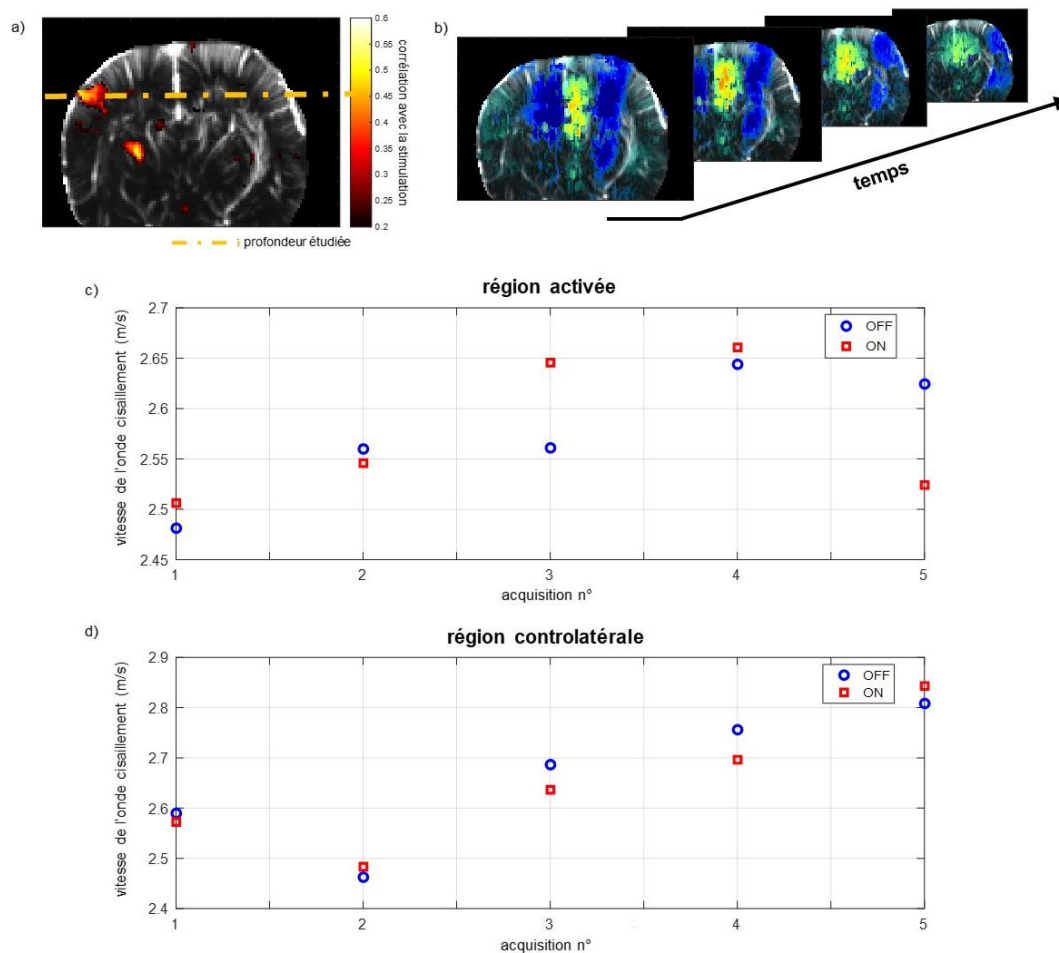 a)
0.6
0.55
0.5
0.45
0.4
0.35
0.3
0.25
0.2
corrélation avec la stimulation
profondeur étudiée
b)
temps
c)
région activée
vitesse de l'onde cisaillement (m/s)
2.7
2.65
2.6
2.55
2.5
2.45
OFF
ON
1 2 3 4 5
acquisition n°
d)
région controlatérale
vitesse de l'onde cisaillement (m/s)
2.9
2.8
2.7
2.6
2.5
2.4
OFF
ON
1 2 3 4 5
acquisition n°